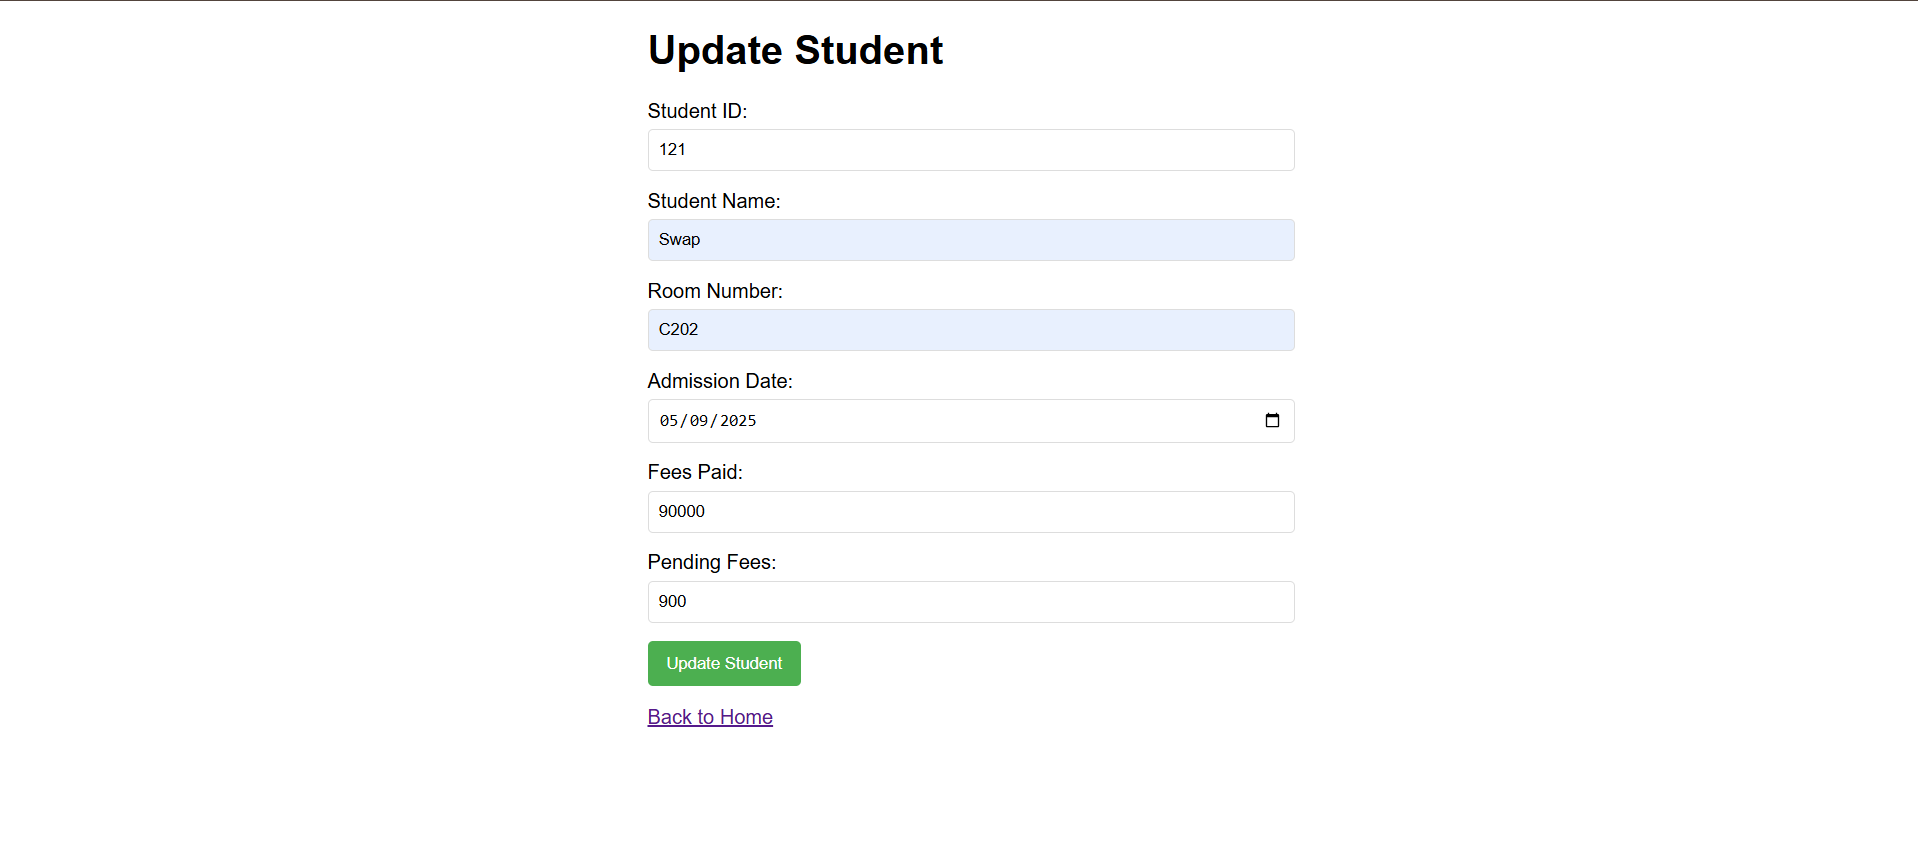 Update Student
Student ID:
121
Student Name:
Swap
Room Number:
C202
Admission Date:
05/09/2025
Fees Paid:
90000
Pending Fees:
900
Update Student
Back to Home